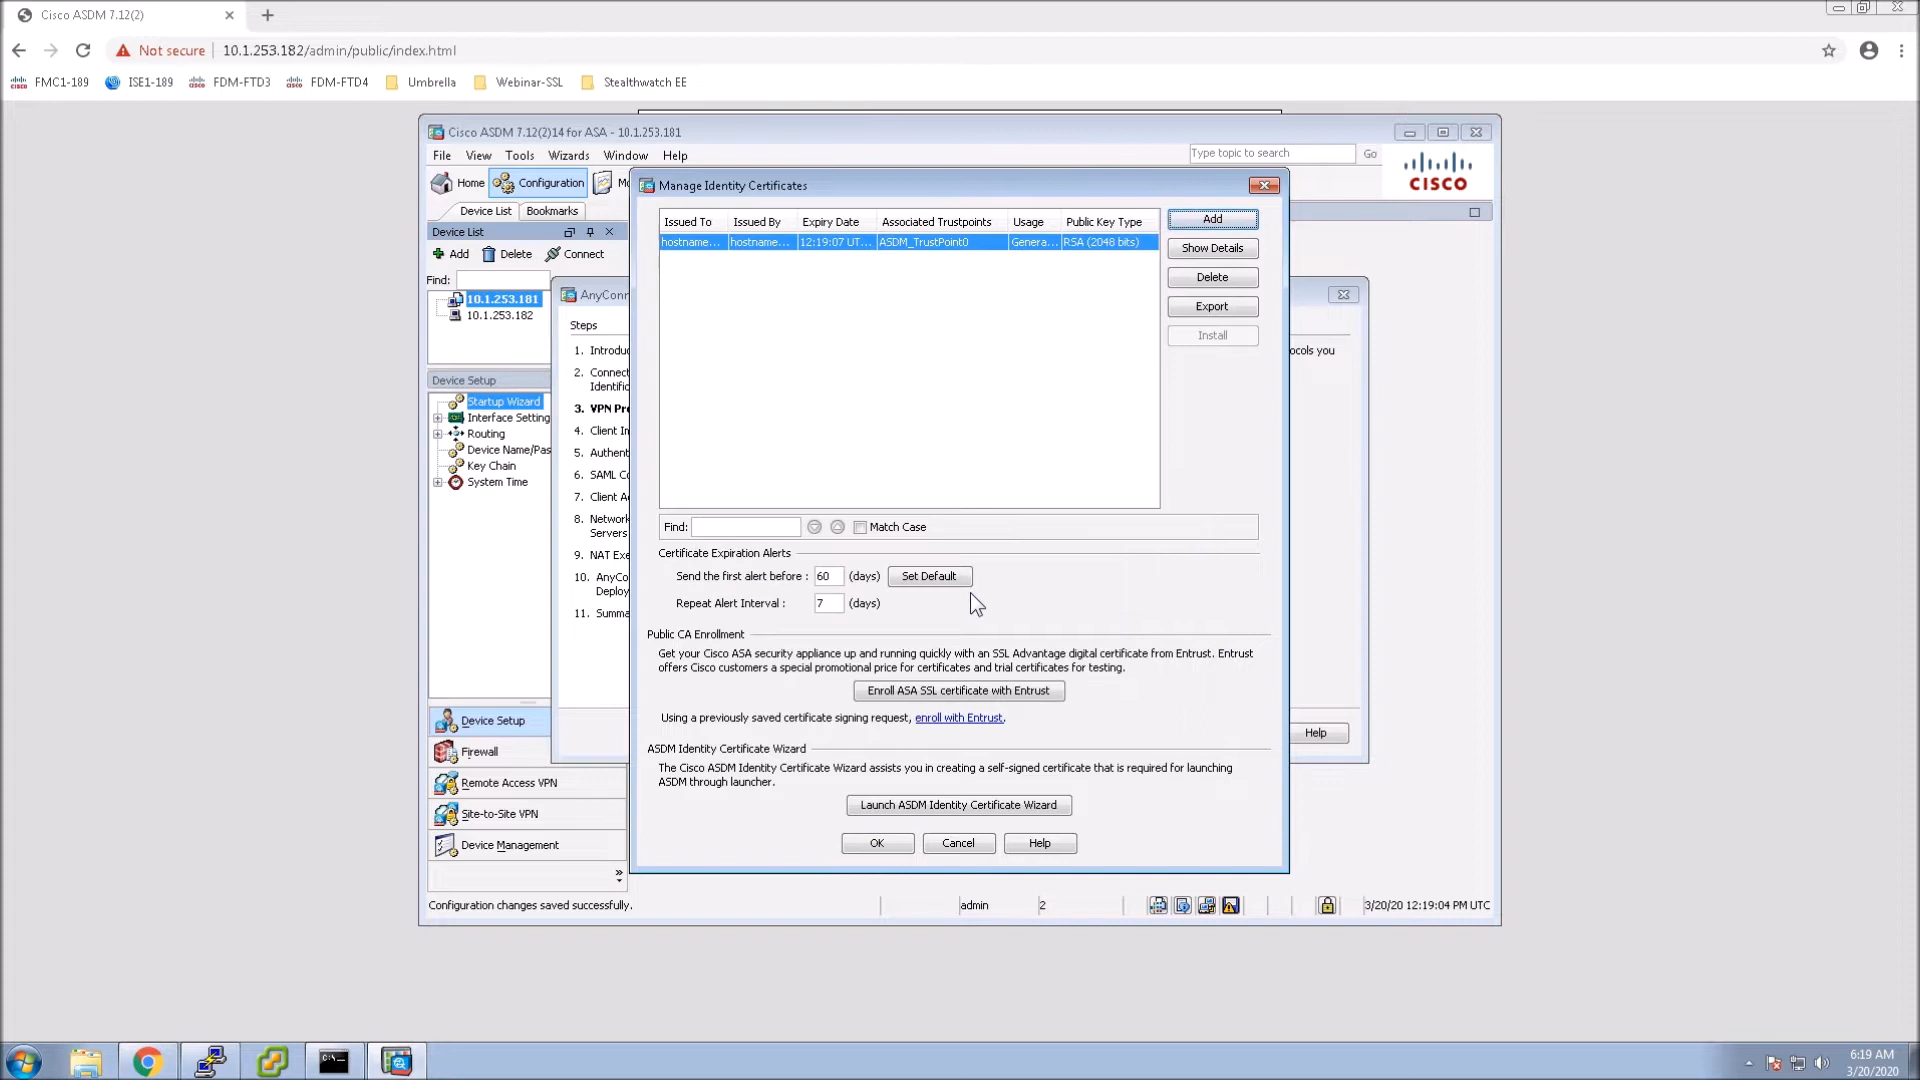 Cisco ASDM 7.12(2)
Not secure
10.1.253.182/admin/public/index.html
FMC1-189
ISE1-189
FDM-FTD3
FDM-FTD4
Umbrella
Webinar-SSL
Stealthwatch EE
Cisco ASDM 7.12(2)14 for ASA - 10.1.253.181
File View Tools Wizards Window Help
Type topic to search
Go
CISCO
Home
Configuration
Device List
Bookmarks
Device List
Add
Delete
Connect
Find:
10.1.253.181
10.1.253.182
Device Setup
Startup Wizard
Interface Setting
Routing
Device Name/Pas
Key Chain
System Time
Device Setup
Firewall
Remote Access VPN
Site-to-Site VPN
Device Management
»
AnyConn
Steps
1. Introdu
2. Connect
Identific
3. VPN Pro
4. Client Im
5. Authent
6. SAML Co
7. Client Ad
8. Network
Servers
9. NAT Exe
10. AnyCo
Deploy
11. Summa
ocols you
Help
Manage Identity Certificates
Issued To Issued By Expiry Date Associated Trustpoints Usage Public Key Type
hostname... hostname... 12:19:07 UT... ASDM_TrustPoint0 Genera... RSA (2048 bits)
Add
Show Details
Delete
Export
Install
Find:
Match Case
Certificate Expiration Alerts
Send the first alert before : 60 (days) Set Default
Repeat Alert Interval : 7 (days)
Public CA Enrollment
Get your Cisco ASA security appliance up and running quickly with an SSL Advantage digital certificate from Entrust. Entrust
offers Cisco customers a special promotional price for certificates and trial certificates for testing.
Enroll ASA SSL certificate with Entrust
Using a previously saved certificate signing request, enroll with Entrust.
ASDM Identity Certificate Wizard
The Cisco ASDM Identity Certificate Wizard assists you in creating a self-signed certificate that is required for launching
ASDM through launcher.
Launch ASDM Identity Certificate Wizard
OK
Cancel
Help
Configuration changes saved successfully.
admin
2
3/20/20 12:19:04 PM UTC
6:19 AM
3/20/2020